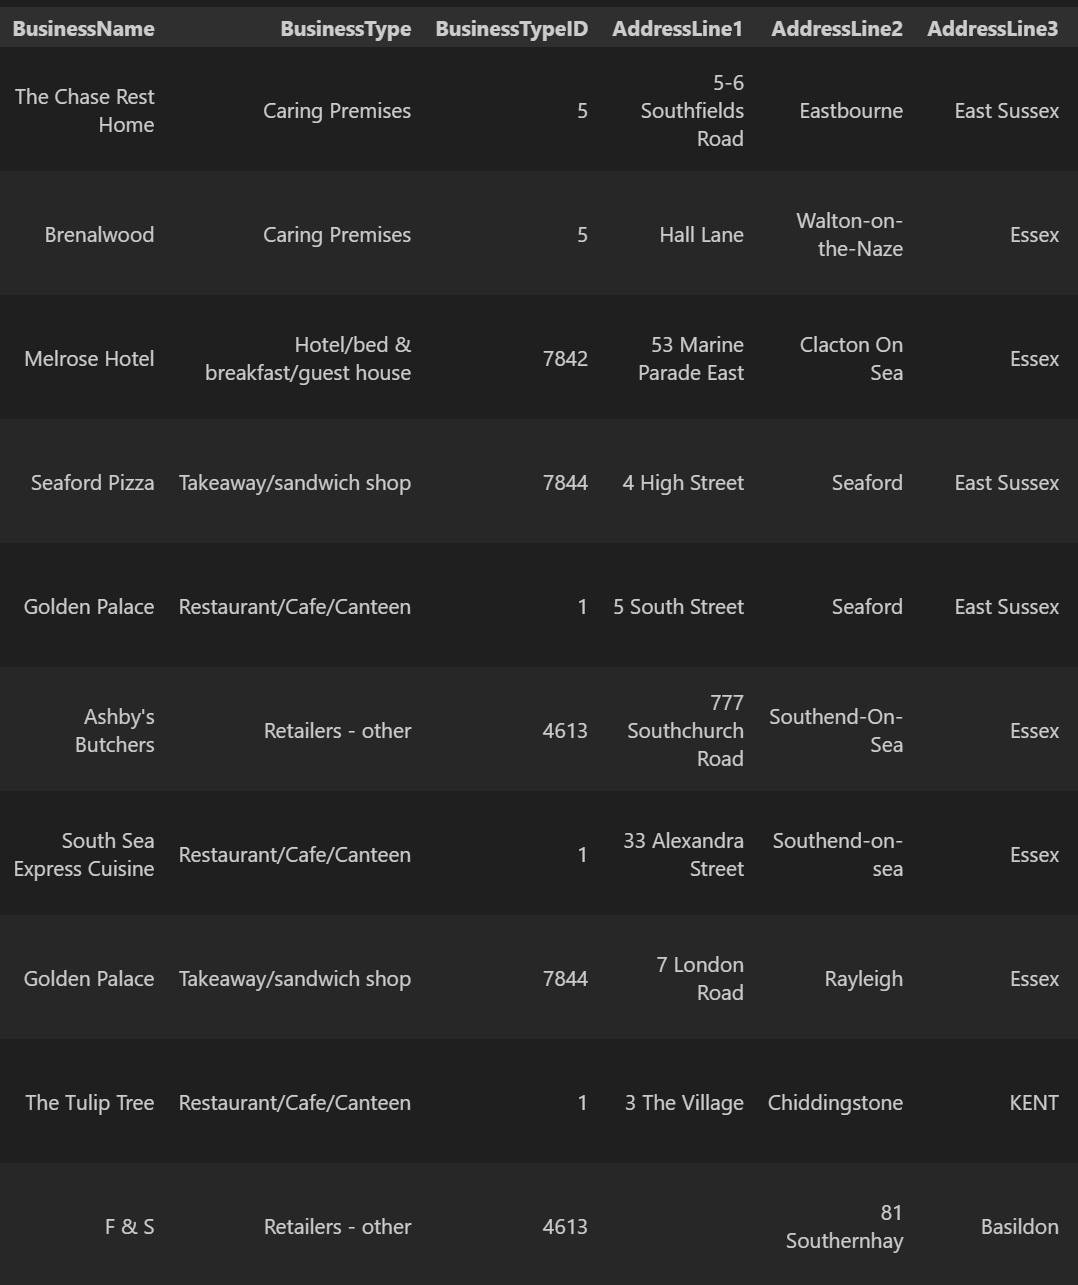 BusinessName BusinessType BusinessTypeID AddressLine1 AddressLine2 AddressLine3
The Chase Rest Home Caring Premises 5 5-6 Southfields Road Eastbourne East Sussex
Brenalwood Caring Premises 5 Hall Lane Walton-on-the-Naze Essex
Melrose Hotel Hotel/bed & breakfast/guest house 7842 53 Marine Parade East Clacton On Sea Essex
Seaford Pizza Takeaway/sandwich shop 7844 4 High Street Seaford East Sussex
Golden Palace Restaurant/Cafe/Canteen 1 5 South Street Seaford East Sussex
Ashby's Butchers Retailers - other 4613 777 Southchurch Road Southend-On-Sea Essex
South Sea Express Cuisine Restaurant/Cafe/Canteen 1 33 Alexandra Street Southend-on-sea Essex
Golden Palace Takeaway/sandwich shop 7844 7 London Road Rayleigh Essex
The Tulip Tree Restaurant/Cafe/Canteen 1 3 The Village Chiddingstone KENT
F & S Retailers - other 4613 81 Southernhay Basildon